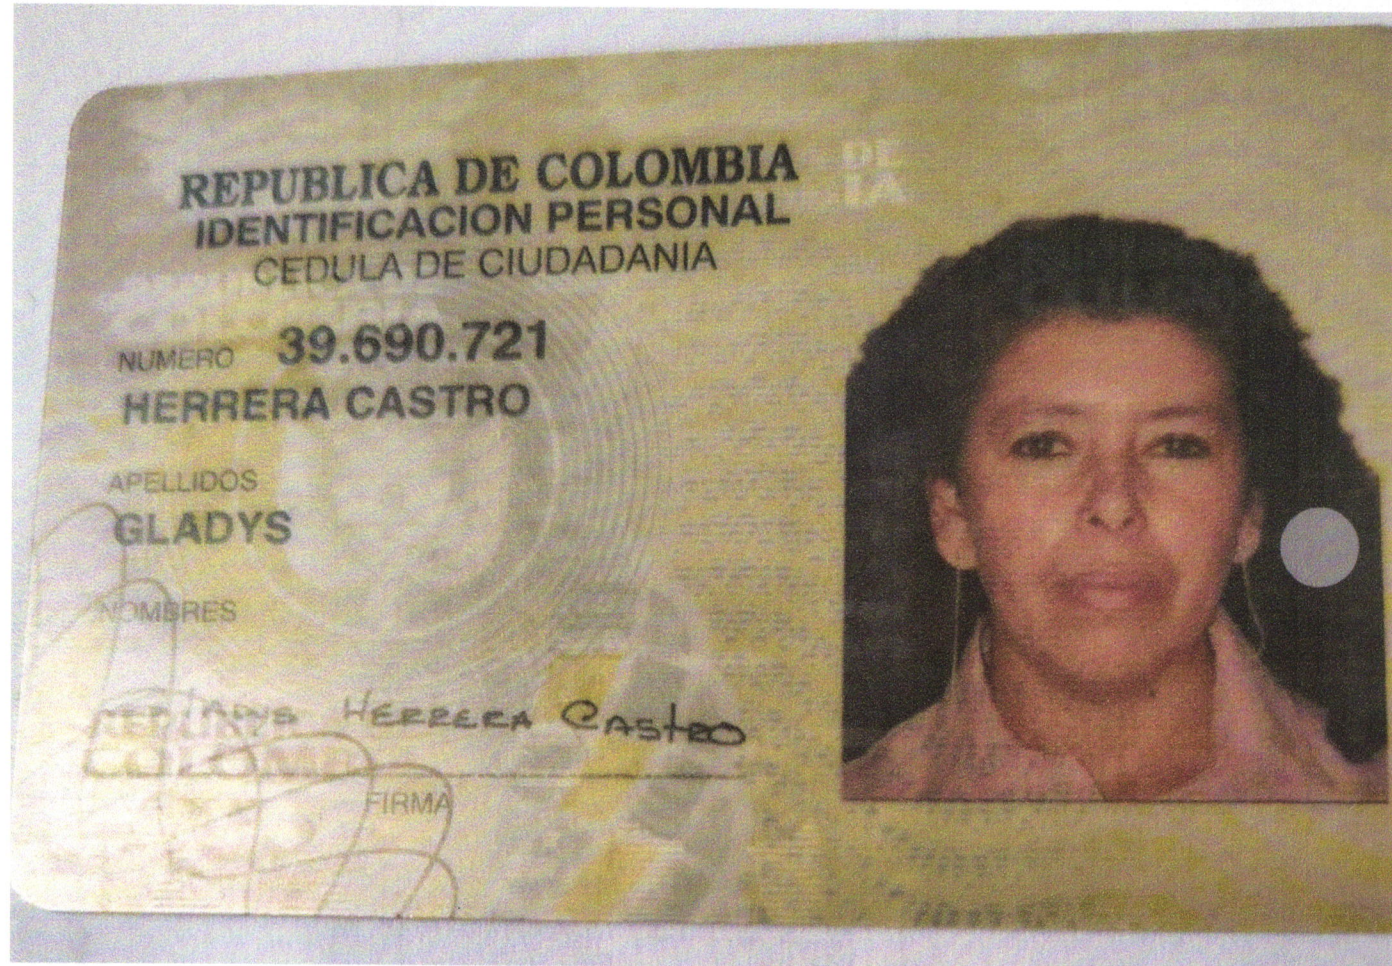 REPUBLICA DE COLOMBIA
IDENTIFICACION PERSONAL
CEDULA DE CIUDADANIA
NUMERO 39.690.721
HERRERA CASTRO
APELLIDOS
GLADYS
NOMBRES
HERRERA CASTRO
FIRMA